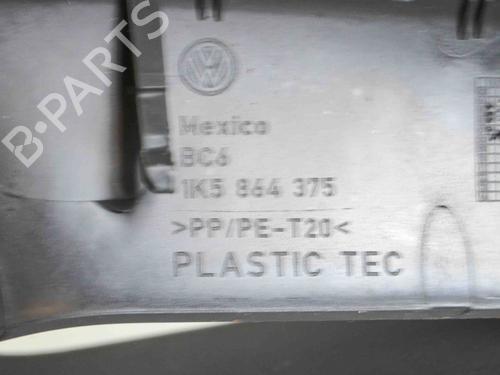 B-PARTS
Mexico
BC6
1K5 864 375
>PP/PE-T20<
PLASTIC TEC